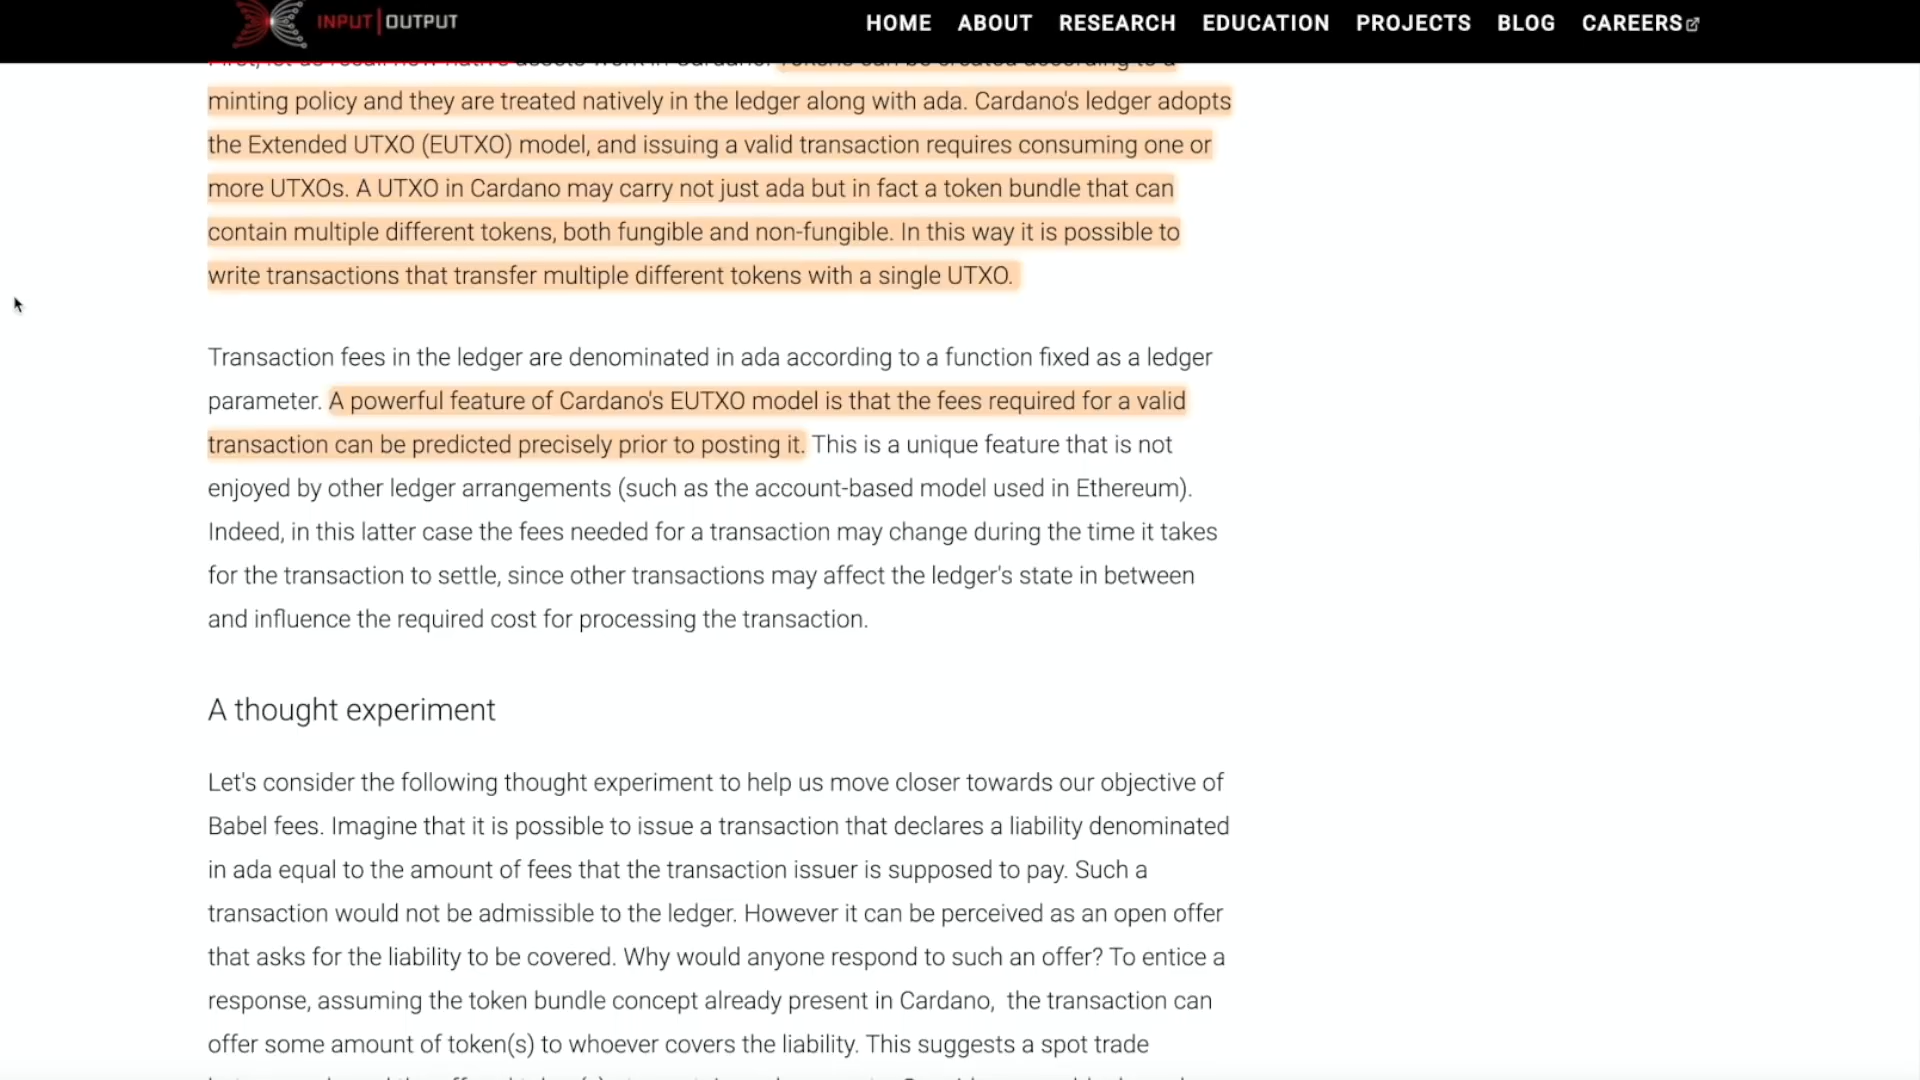 INPUT | OUTPUT
HOME ABOUT RESEARCH EDUCATION PROJECTS BLOG CAREERS
minting policy and they are treated natively in the ledger along with ada. Cardano's ledger adopts
the Extended UTXO (EUTXO) model, and issuing a valid transaction requires consuming one or
more UTXOs. A UTXO in Cardano may carry not just ada but in fact a token bundle that can
contain multiple different tokens, both fungible and non-fungible. In this way it is possible to
write transactions that transfer multiple different tokens with a single UTXO.
Transaction fees in the ledger are denominated in ada according to a function fixed as a ledger
parameter. A powerful feature of Cardano's EUTXO model is that the fees required for a valid
transaction can be predicted precisely prior to posting it. This is a unique feature that is not
enjoyed by other ledger arrangements (such as the account-based model used in Ethereum).
Indeed, in this latter case the fees needed for a transaction may change during the time it takes
for the transaction to settle, since other transactions may affect the ledger's state in between
and influence the required cost for processing the transaction.
A thought experiment
Let's consider the following thought experiment to help us move closer towards our objective of
Babel fees. Imagine that it is possible to issue a transaction that declares a liability denominated
in ada equal to the amount of fees that the transaction issuer is supposed to pay. Such a
transaction would not be admissible to the ledger. However it can be perceived as an open offer
that asks for the liability to be covered. Why would anyone respond to such an offer? To entice a
response, assuming the token bundle concept already present in Cardano, the transaction can
offer some amount of token(s) to whoever covers the liability. This suggests a spot trade